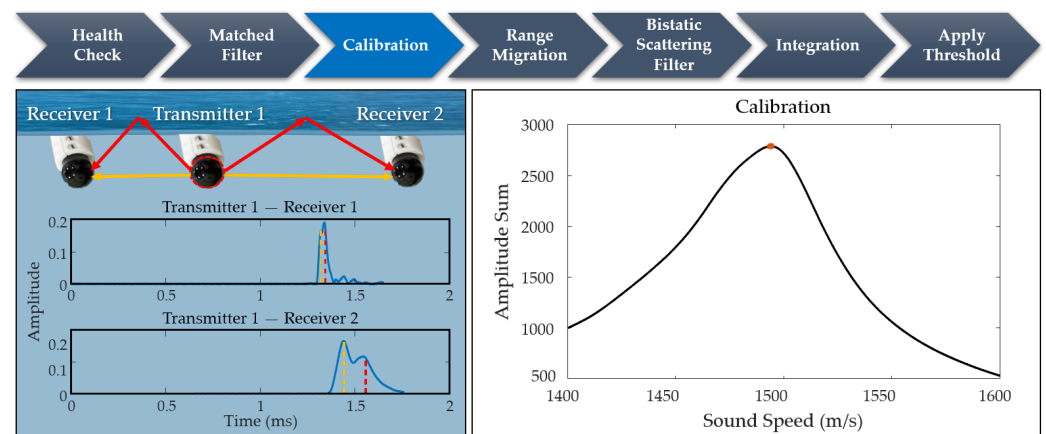 Health
Check
Matched
Filter
Calibration
Range
Migration
Bistatic
Scattering
Filter
Integration
Apply
Threshold
Receiver 1
Transmitter 1
Receiver 2
Transmitter 1 — Receiver 1
0.2
0.1
0
0
0.5
1
1.5
2
Amplitude
Transmitter 1 — Receiver 2
0.2
0.1
0
0
0.5
1
1.5
2
Time (ms)
Calibration
3000
2500
2000
1500
1000
500
Amplitude Sum
1400
1450
1500
1550
1600
Sound Speed (m/s)